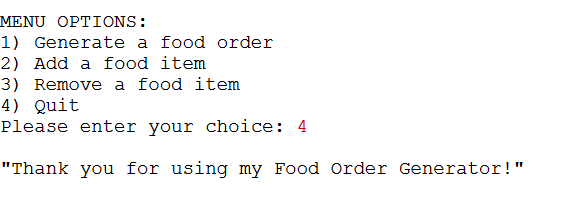 MENU OPTIONS:
1) Generate a food order
2) Add a food item
3) Remove a food item
4) Quit
Please enter your choice: 4
"Thank you for using my Food Order Generator!"